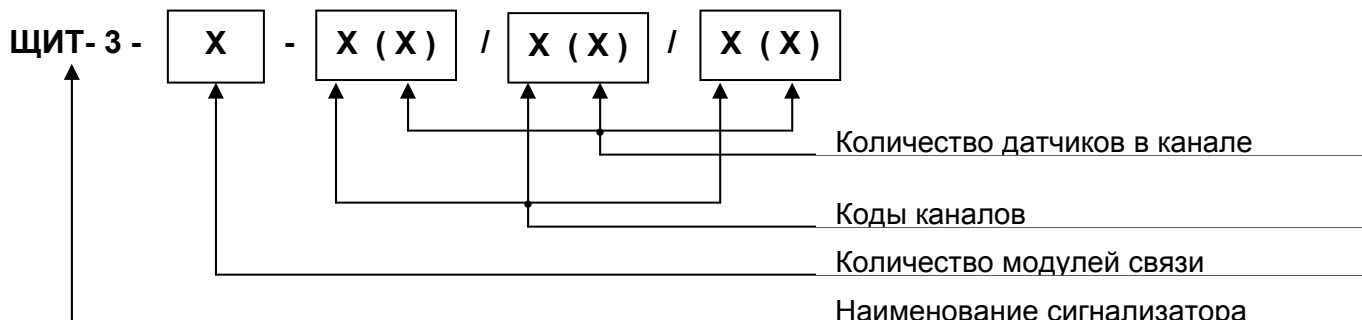 ЩИТ- 3 - X - X ( X ) / X ( X ) / X ( X )
Количество датчиков в канале
Коды каналов
Количество модулей связи
Наименование сигнализатора